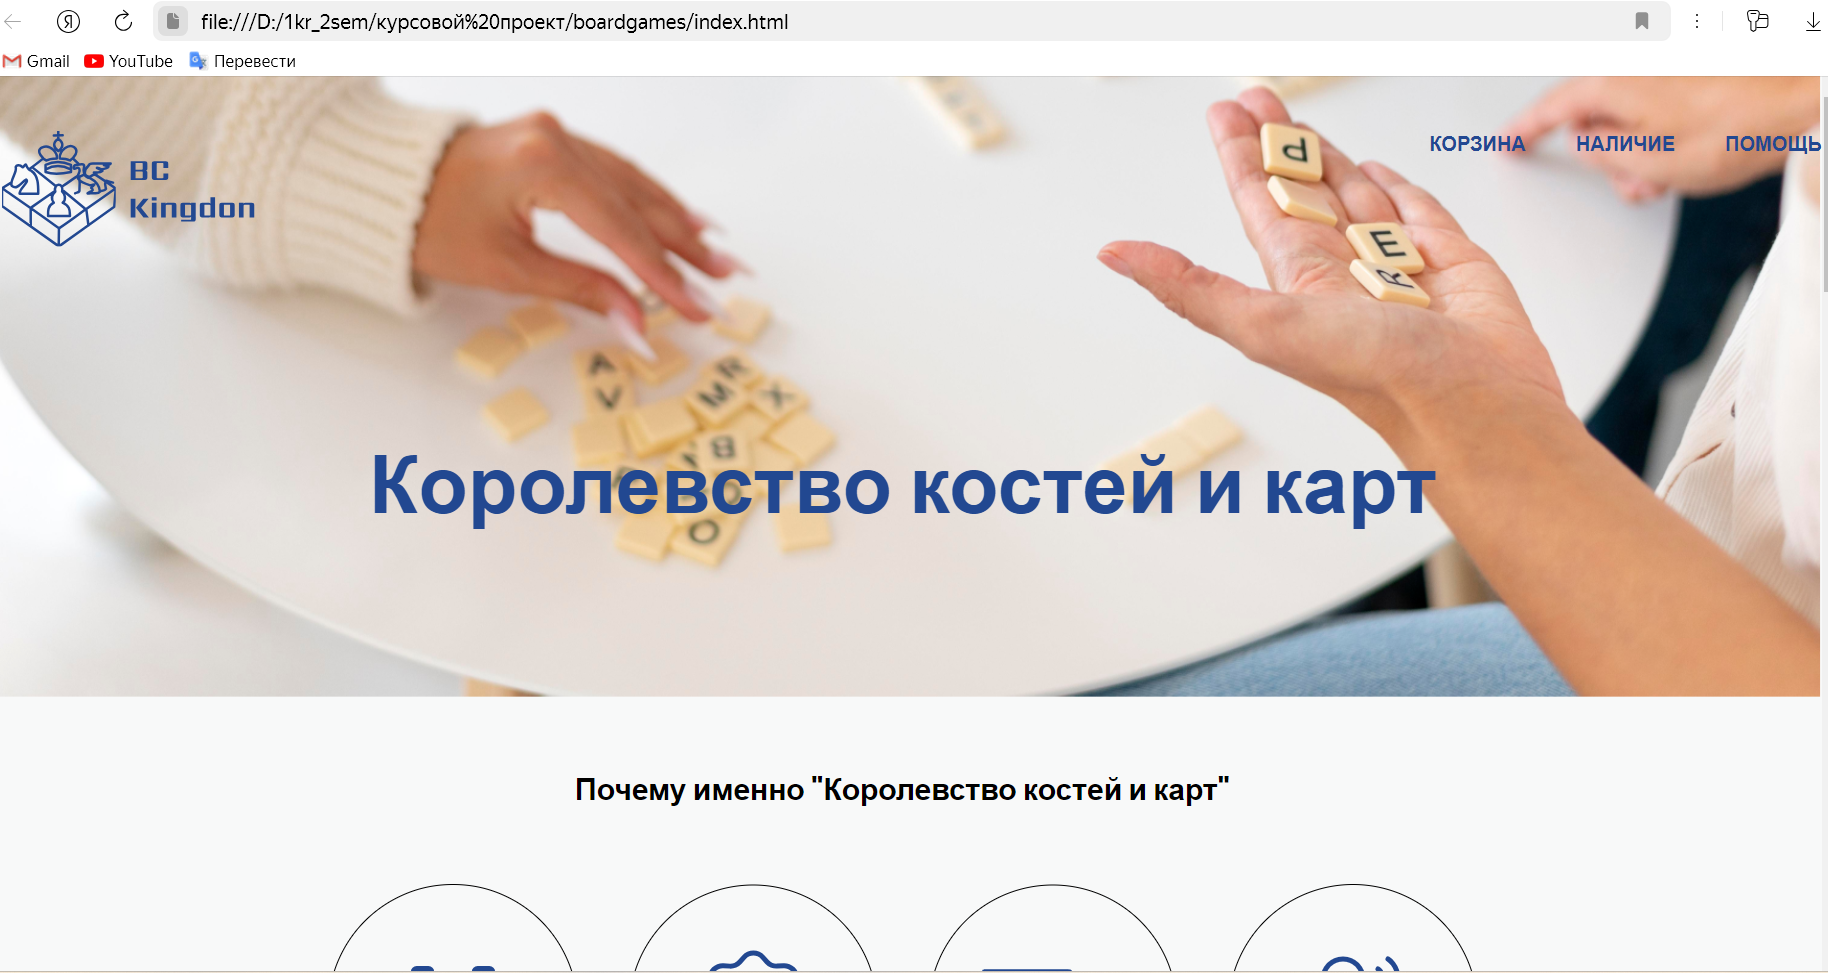 file:///D:/1kr_2sem/курсовой%20проект/boardgames/index.html
Gmail YouTube Перевести
BC
Kingdon
КОРЗИНА НАЛИЧИЕ ПОМОЩЬ
P
E
R
A
V
R
M
X
B
O
Королевство костей и карт
Почему именно "Королевство костей и карт"